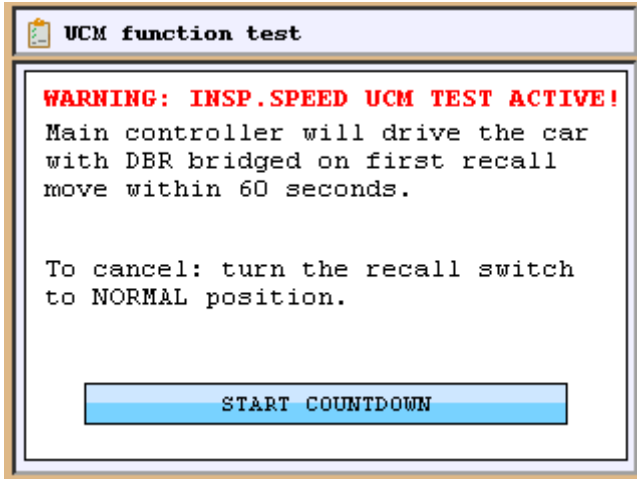 UCM function test
WARNING: INSP.SPEED UCM TEST ACTIVE!
Main controller will drive the car
with DBR bridged on first recall
move within 60 seconds.
To cancel: turn the recall switch
to NORMAL position.
START COUNTDOWN